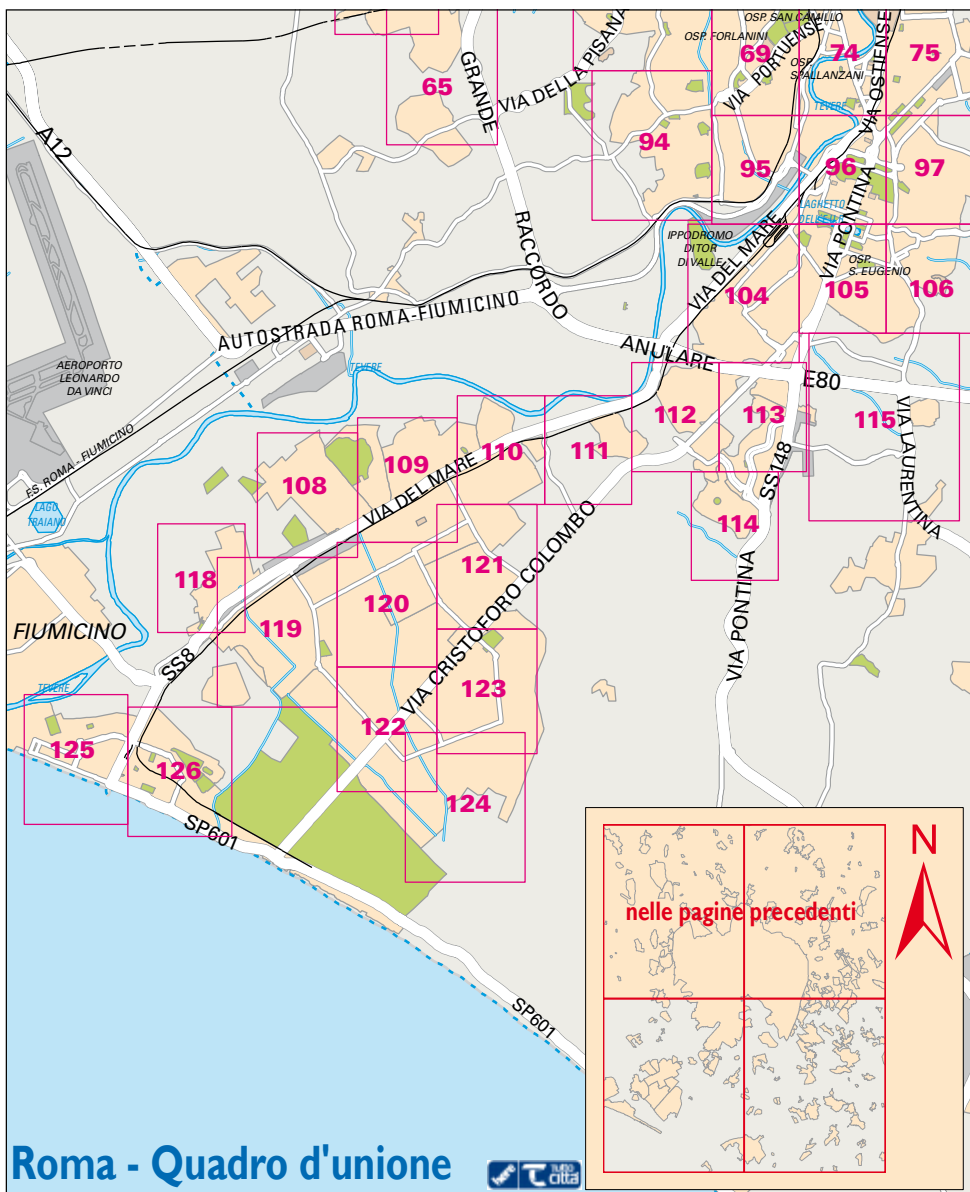 OSP. SAN CAMILLO
OSP. FORLANINI
69
74
75
VIA PORTUENSE
OSP.
SPALLANZANI
VIA OSTIENSE
65
GRANDE
RACCORDO
ANULARE
VIA DELLA PISANA
TEVERE
A12
94
95
96
97
LAGHETTO
DELL'EUR
IPPODROMO
DI TOR
DI VALLE
VIA DEL MARE
VIA PONTINA
OSP.
S. EUGENIO
104
105
106
AUTOSTRADA ROMA-FIUMICINO
AEROPORTO
LEONARDO
DA VINCI
TEVERE
E80
F.S. ROMA - FIUMICINO
112
113
115
VIA LAURENTINA
110
111
109
108
VIA DEL MARE
SS148
LAGO
TRAIANO
114
118
121
VIA CRISTOFORO COLOMBO
120
119
FIUMICINO
SS8
VIA PONTINA
TEVERE
123
122
125
126
124
SP601
SP601
N
nelle pagine precedenti
Roma - Quadro d'unione
here
TUTTO
città